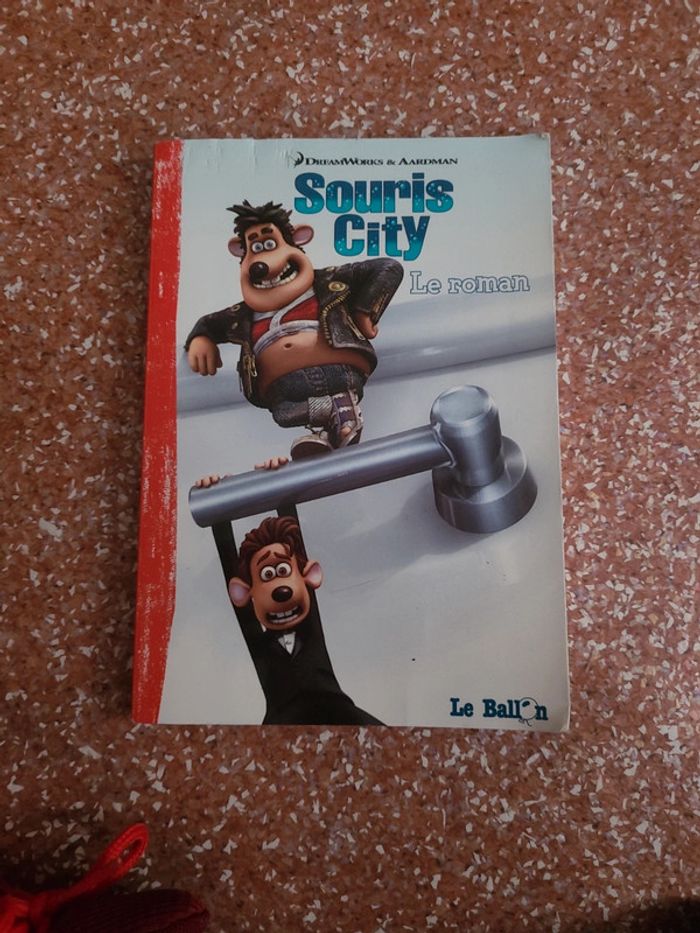 DreamWorks & Aardman
Souris
City
Le roman
Le Ballon